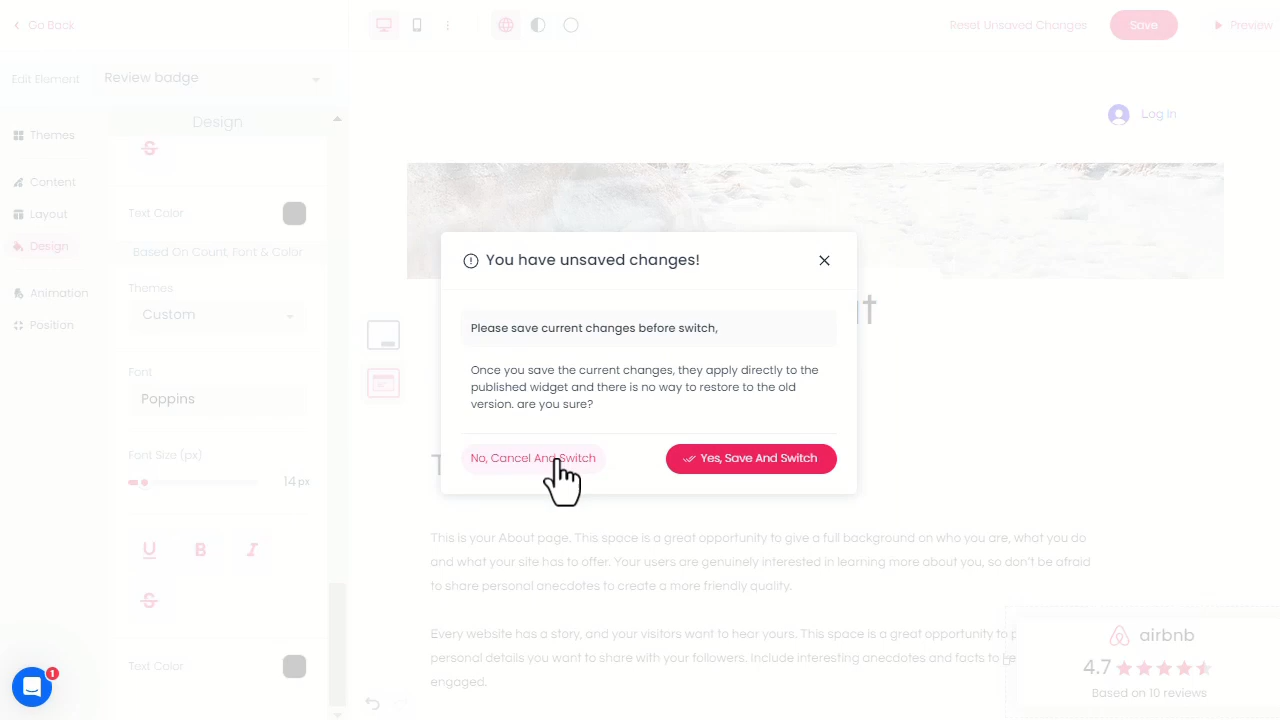 Go Back
Reset Unsaved Changes
Save
Preview
Edit Element
Review badge
Design
Themes
Content
Layout
Design
Animation
Position
Text Color
Based On Count, Font & Color
Themes
Custom
Font
Poppins
Font Size (px)
14 px
U
B
I
S
Text Color
1
Log In
You have unsaved changes!
Please save current changes before switch,
Once you save the current changes, they apply directly to the
published widget and there is no way to restore to the old
version. are you sure?
No, Cancel And Switch
Yes, Save And Switch
This is your About page. This space is a great opportunity to give a full background on who you are, what you do
and what your site has to offer. Your users are genuinely interested in learning more about you, so don't be afraid
to share personal anecdotes to create a more friendly quality.
Every website has a story, and your visitors want to hear yours. This space is a great opportunity to
personal details you want to share with your followers. Include interesting anecdotes and facts to
engaged.
airbnb
4.7
Based on 10 reviews